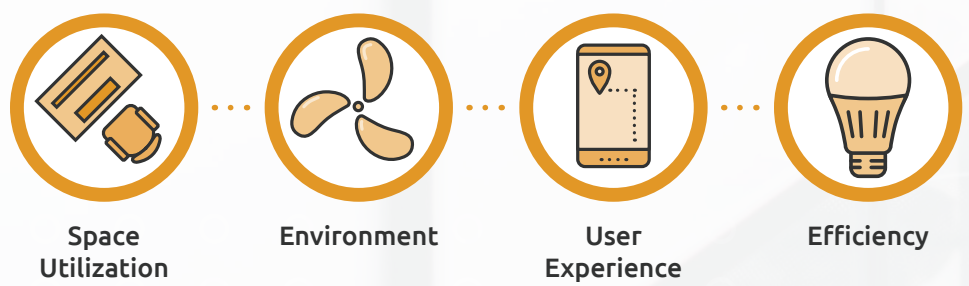 Space
Utilization
Environment
User
Experience
Efficiency